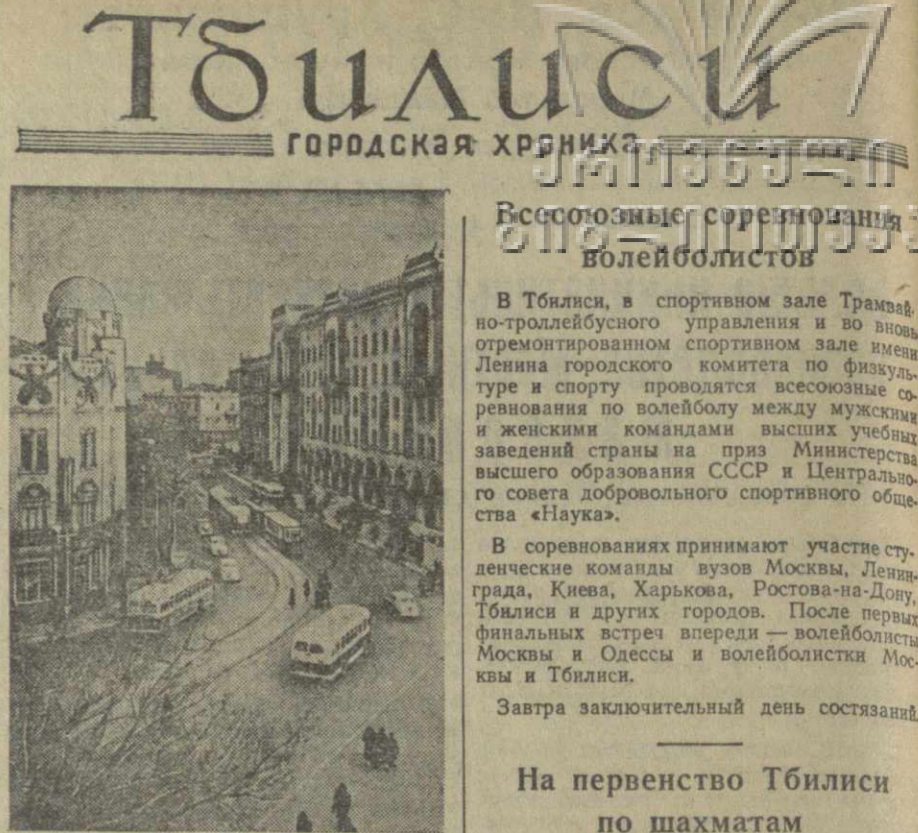 Тбилиси
городская хроника
Всесоюзные соревнования
волейболистов
В Тбилиси, в спортивном зале Трамвай-
но-троллейбусного управления и во вновь
отремонтированном спортивном зале имени
Ленина городского комитета по физкуль-
туре и спорту проводятся всесоюзные со-
ревнования по волейболу между мужскими
и женскими командами высших учебных
заведений страны на приз Министерства
высшего образования СССР и Центрально-
го совета добровольного спортивного обще-
ства «Наука».
В соревнованиях принимают участие сту-
денческие команды вузов Москвы, Ленин-
града, Киева, Харькова, Ростова-на-Дону,
Тбилиси и других городов. После первых
финальных встреч впереди — волейболисты
Москвы и Одессы и волейболистки Мос-
квы и Тбилиси.
Завтра заключительный день состязаний.
На первенство Тбилиси
по шахматам